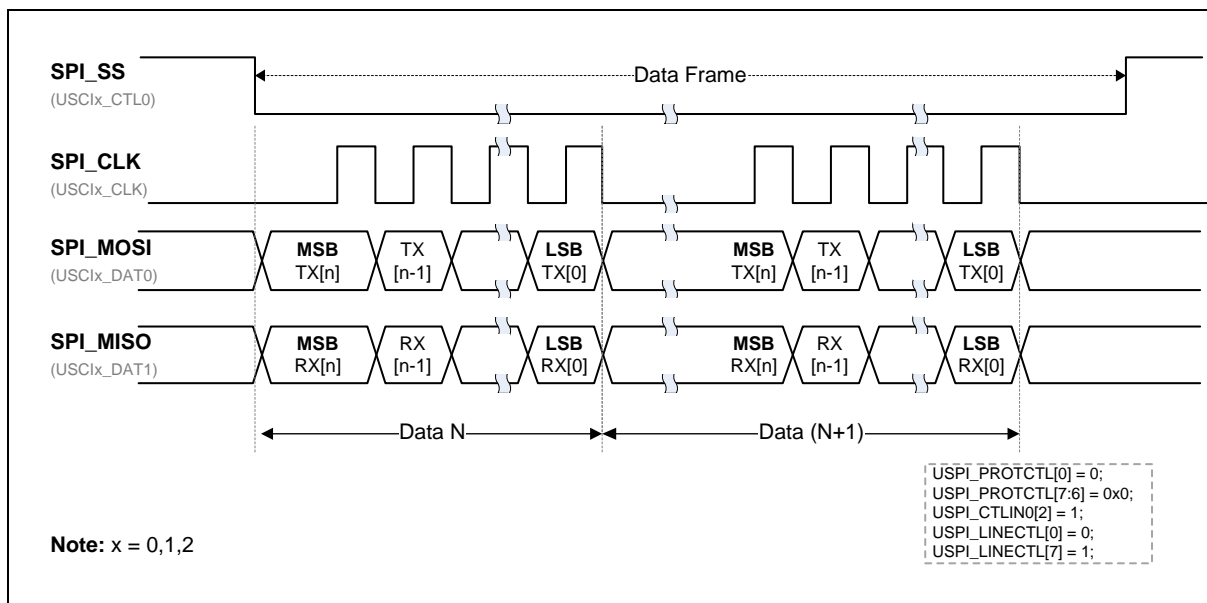 SPI_SS
(USCIx_CTL0)
Data Frame
SPI_CLK
(USCIx_CLK)
SPI_MOSI
(USCIx_DAT0)
MSB
TX[n]
TX
[n-1]
LSB
TX[0]
MSB
TX[n]
TX
[n-1]
LSB
TX[0]
SPI_MISO
(USCIx_DAT1)
MSB
RX[n]
RX
[n-1]
LSB
RX[0]
MSB
RX[n]
RX
[n-1]
LSB
RX[0]
Data N
Data (N+1)
USPI_PROTCTL[0] = 0;
USPI_PROTCTL[7:6] = 0x0;
USPI_CTLIN0[2] = 1;
USPI_LINECTL[0] = 0;
USPI_LINECTL[7] = 1;
Note: x = 0,1,2